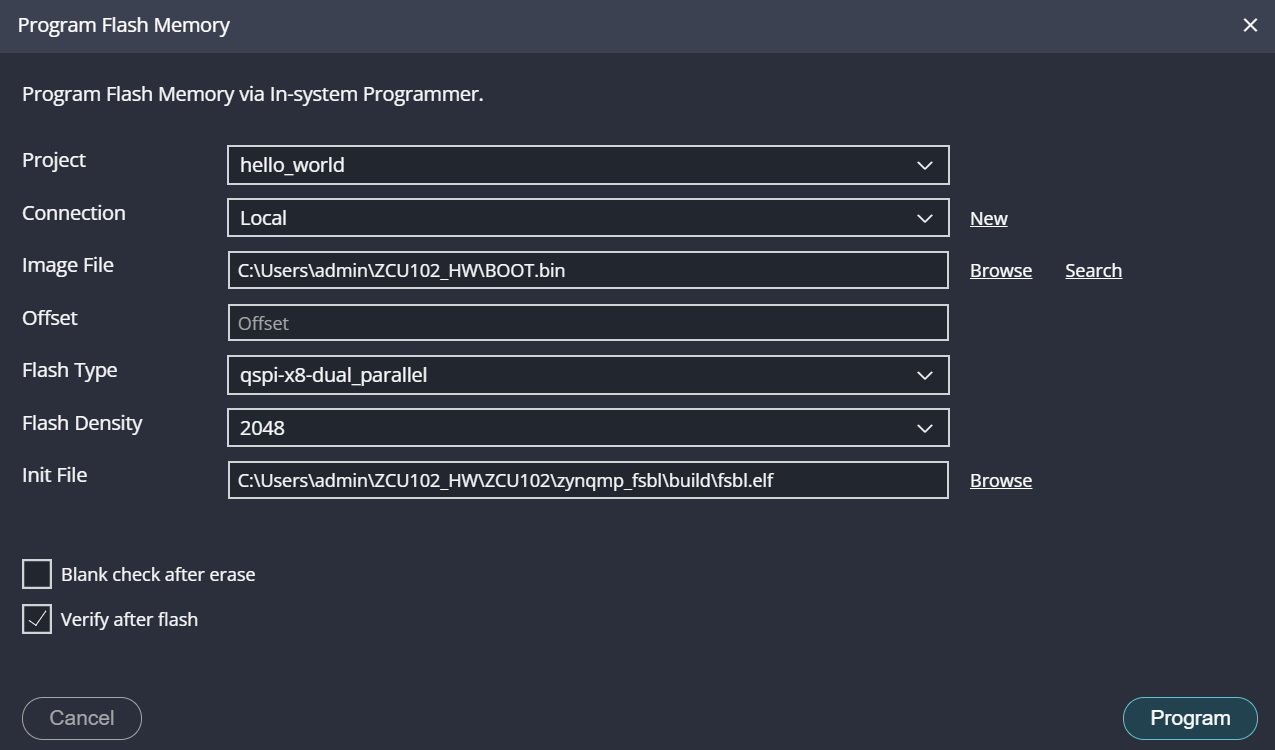 Program Flash Memory
Program Flash Memory via In-system Programmer.
Project hello_world
Connection Local New
Image File C:\Users\admin\ZCU102_HW\BOOT.bin Browse Search
Offset Offset
Flash Type qspi-x8-dual_parallel
Flash Density 2048
Init File C:\Users\admin\ZCU102_HW\ZCU102\zynqmp_fsbl\build\fsbl.elf Browse
Blank check after erase
Verify after flash
Cancel Program